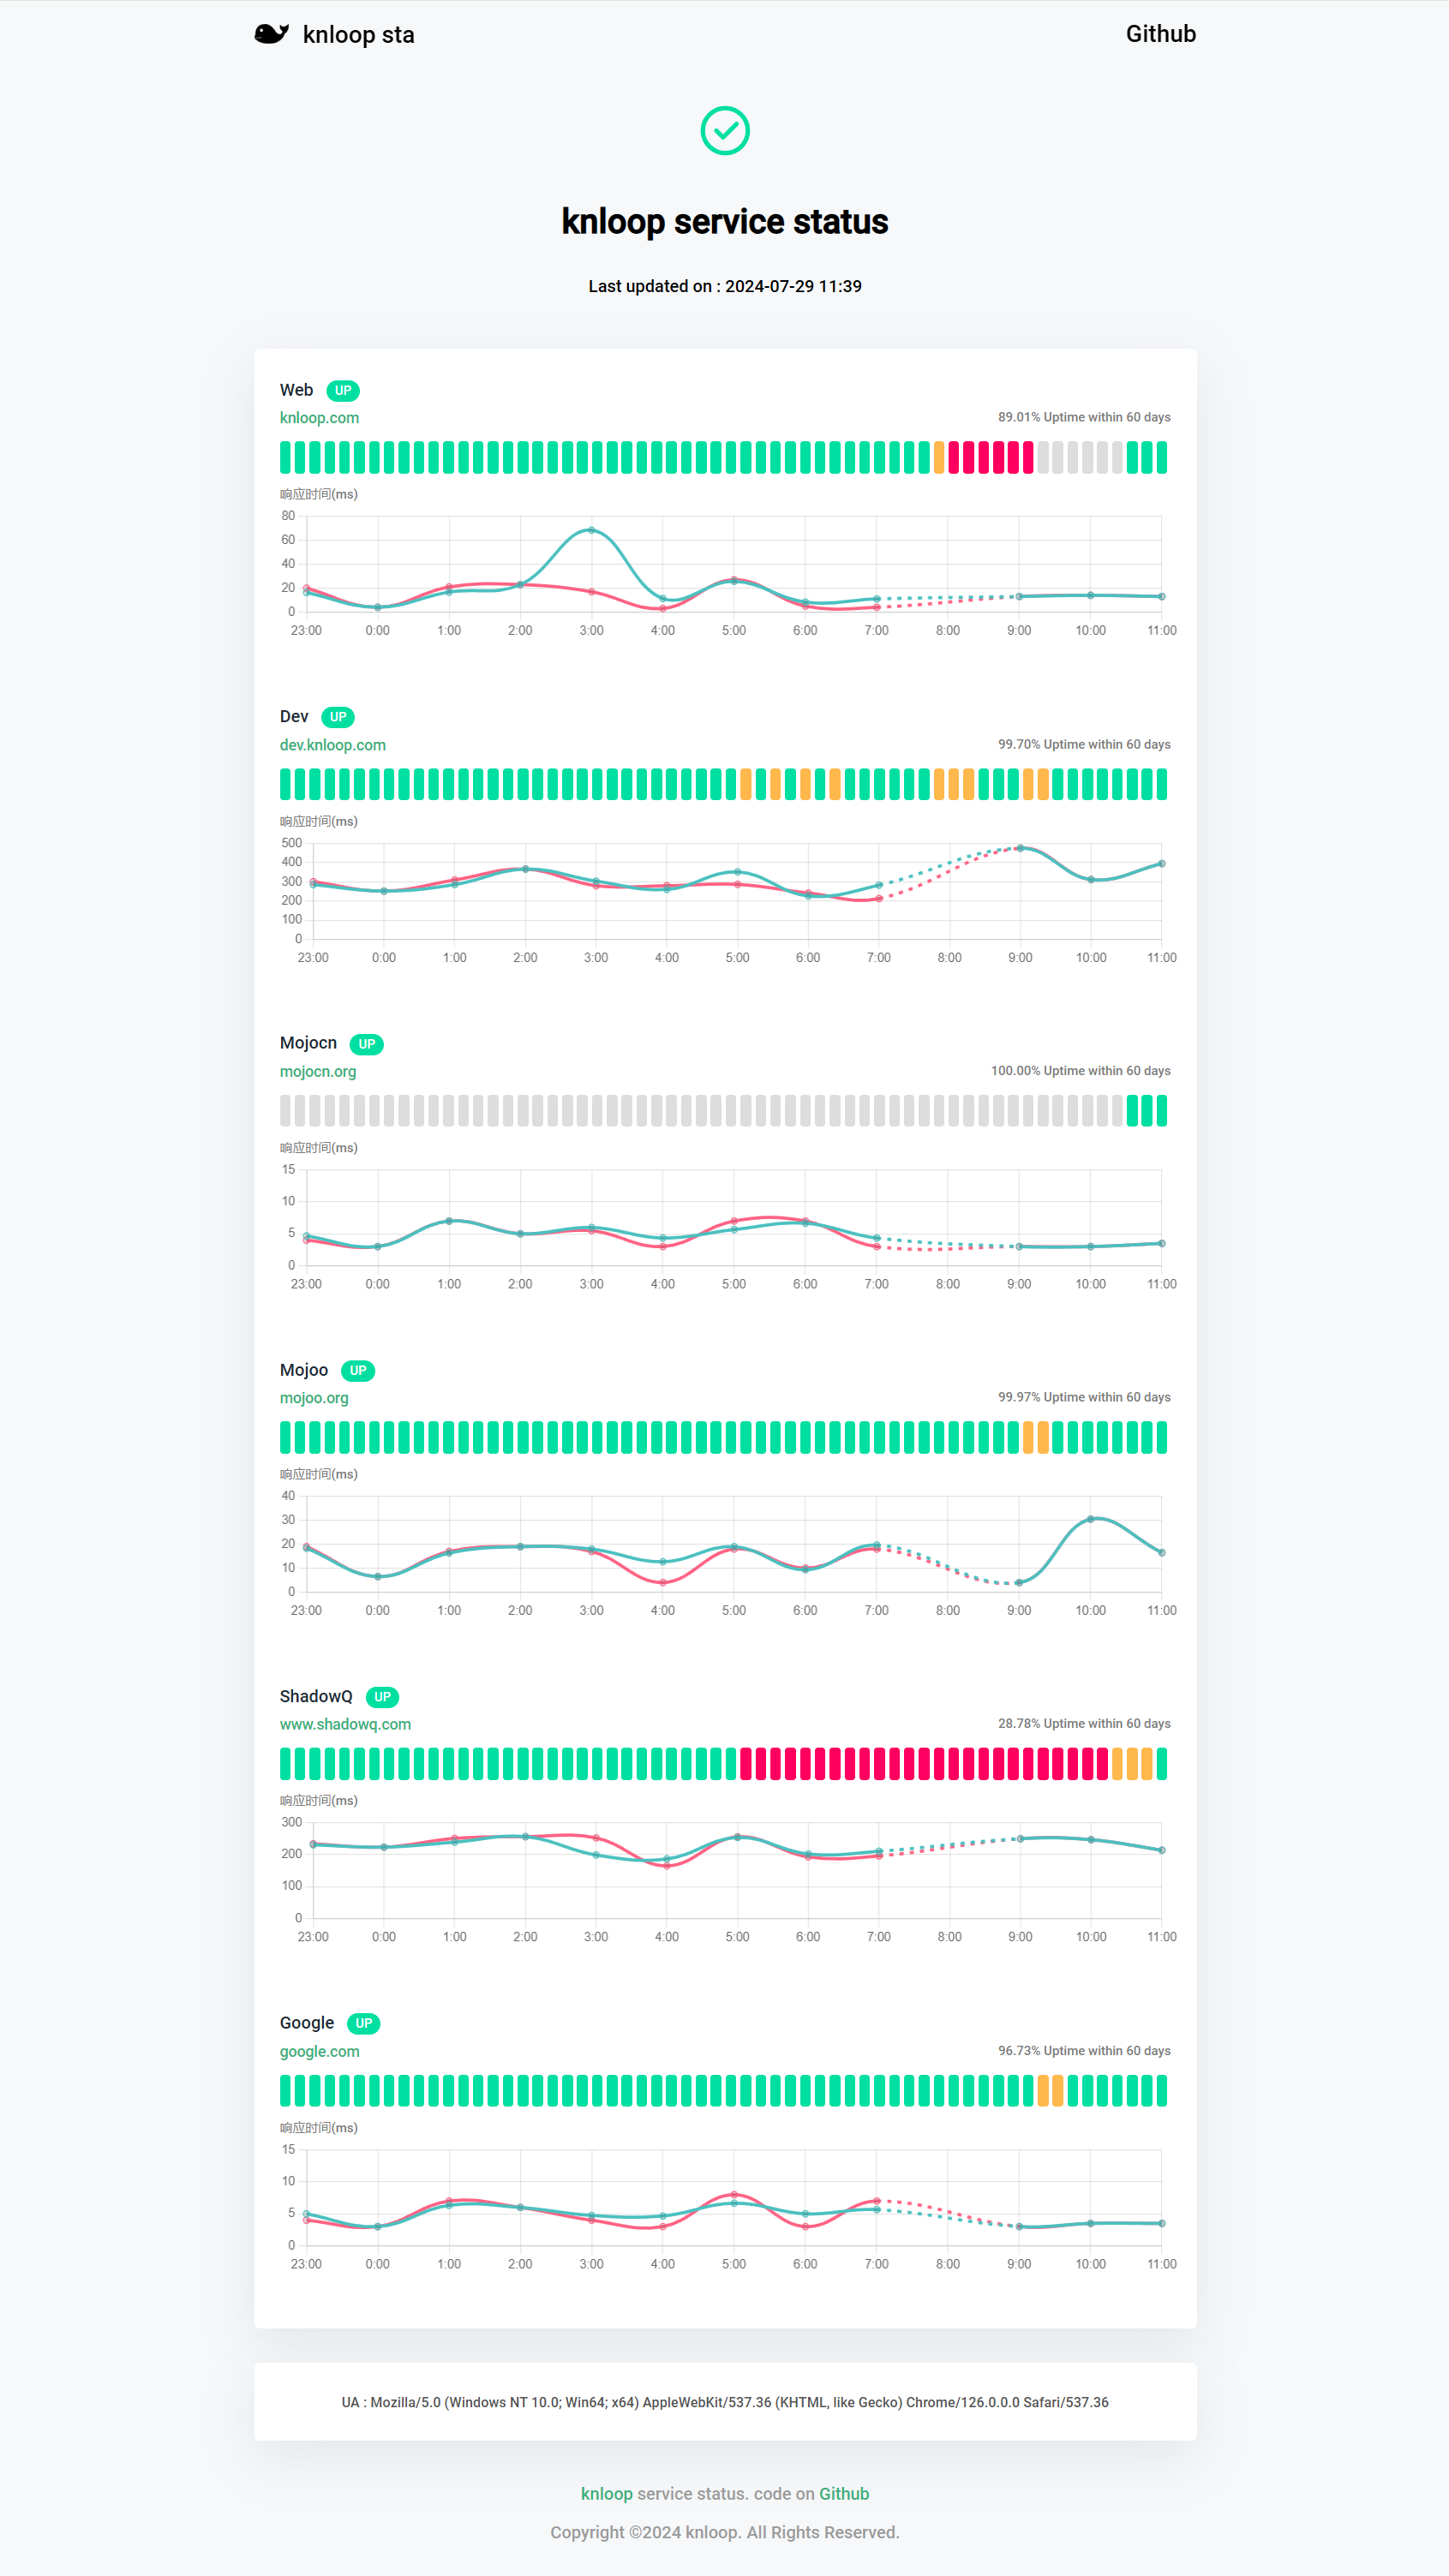 knloop sta
Github
knloop service status
Last updated on : 2024-07-29 11:39
Web UP
knloop.com 89.01% Uptime within 60 days
响应时间(ms)
80
60
40
20
0
23:00 0:00 1:00 2:00 3:00 4:00 5:00 6:00 7:00 8:00 9:00 10:00 11:00
Dev UP
dev.knloop.com 99.70% Uptime within 60 days
响应时间(ms)
500
400
300
200
100
0
23:00 0:00 1:00 2:00 3:00 4:00 5:00 6:00 7:00 8:00 9:00 10:00 11:00
Mojocn UP
mojocn.org 100.00% Uptime within 60 days
响应时间(ms)
15
10
5
0
23:00 0:00 1:00 2:00 3:00 4:00 5:00 6:00 7:00 8:00 9:00 10:00 11:00
Mojoo UP
mojoo.org 99.97% Uptime within 60 days
响应时间(ms)
40
30
20
10
0
23:00 0:00 1:00 2:00 3:00 4:00 5:00 6:00 7:00 8:00 9:00 10:00 11:00
ShadowQ UP
www.shadowq.com 28.78% Uptime within 60 days
响应时间(ms)
300
200
100
0
23:00 0:00 1:00 2:00 3:00 4:00 5:00 6:00 7:00 8:00 9:00 10:00 11:00
Google UP
google.com 96.73% Uptime within 60 days
响应时间(ms)
15
10
5
0
23:00 0:00 1:00 2:00 3:00 4:00 5:00 6:00 7:00 8:00 9:00 10:00 11:00
UA : Mozilla/5.0 (Windows NT 10.0; Win64; x64) AppleWebKit/537.36 (KHTML, like Gecko) Chrome/126.0.0.0 Safari/537.36
knloop service status. code on Github
Copyright ©2024 knloop. All Rights Reserved.